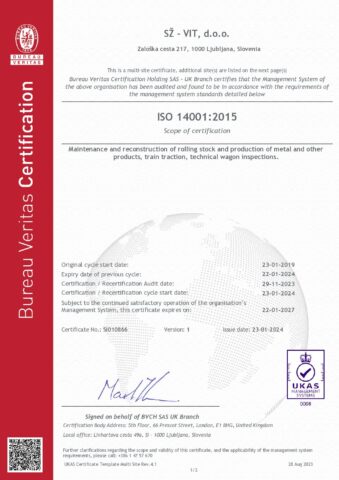 SŽ - VIT, d.o.o.
Zaloška cesta 217, 1000 Ljubljana, Slovenia
This is a multi-site certificate, additional site(s) are listed on the next page(s)
Bureau Veritas Certification Holding SAS - UK Branch certifies that the Management System of
the above organisation has been audited and found to be in accordance with the requirements of
the management system standards detailed below
ISO 14001:2015
Scope of certification
Maintenance and reconstruction of rolling stock and production of metal and other
products, train traction, technical wagon inspections.
Original cycle start date: 23-01-2019
Expiry date of previous cycle: 22-01-2024
Certification / Recertification Audit date: 29-11-2023
Certification / Recertification cycle start date: 23-01-2024
Subject to the continued satisfactory operation of the organisation's
Management System, this certificate expires on: 22-01-2027
Certificate No.: SI010866 Version: 1 Issue date: 23-01-2024
Signed on behalf of BVCH SAS UK Branch
Certification Body Address: 5th Floor, 66 Prescot Street, London, E1 8HG, United Kingdom
Local office: Linhartova cesta 49a, SI - 1000 Ljubljana, Slovenia
Further clarifications regarding the scope and validity of this certificate, and the applicability of the management system
requirements, please call: +386 1 47 57 670
UKAS Certificate Template Multi Site Rev.4.1 28 Aug 2023
1/2
BUREAU
VERITAS
Bureau Veritas Certification
UKAS
MANAGEMENT
SYSTEMS
0008